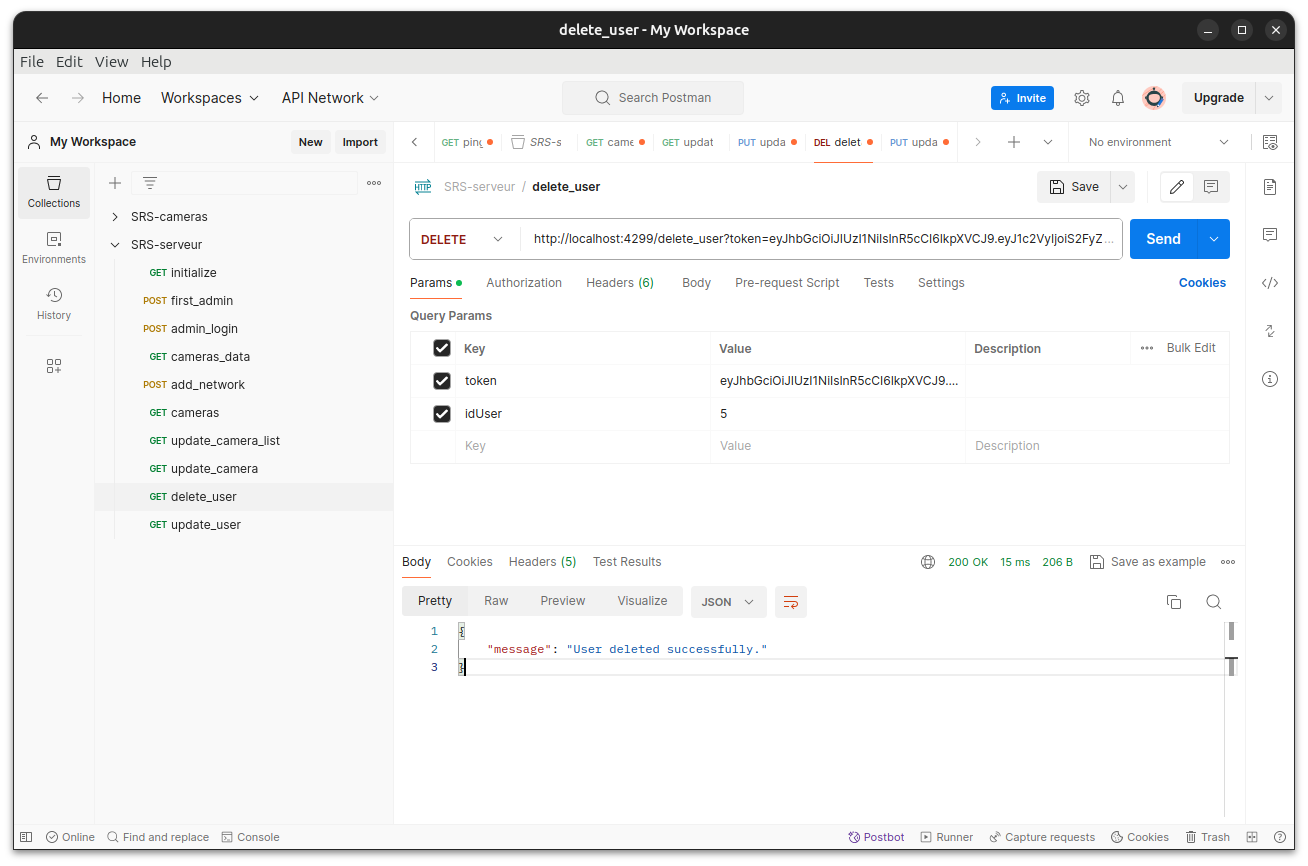 delete_user - My Workspace
File Edit View Help
Home Workspaces API Network Search Postman Invite Upgrade
My Workspace New Import
GET ping SRS-s GET came GET updat PUT upda DEL delet PUT upda No environment
Collections
Environments
History
SRS-cameras
SRS-serveur
GET initialize
POST first_admin
POST admin_login
GET cameras_data
POST add_network
GET cameras
GET update_camera_list
GET update_camera
GET delete_user
GET update_user
HTTP SRS-serveur / delete_user Save
DELETE http://localhost:4299/delete_user?token=eyJhbGciOiJIUzI1NiIsInR5cCI6IkpXVCJ9.eyJ1c2VyIjoiS2FyZ... Send
Params Authorization Headers (6) Body Pre-request Script Tests Settings Cookies
Query Params
Key Value Description Bulk Edit
token eyJhbGciOiJIUzI1NiIsInR5cCI6IkpXVCJ9....
idUser 5
Key Value Description
Body Cookies Headers (5) Test Results 200 OK 15 ms 206 B Save as example
Pretty Raw Preview Visualize JSON
1 {
2 "message": "User deleted successfully."
3 }
Online Find and replace Console Postbot Runner Capture requests Cookies Trash